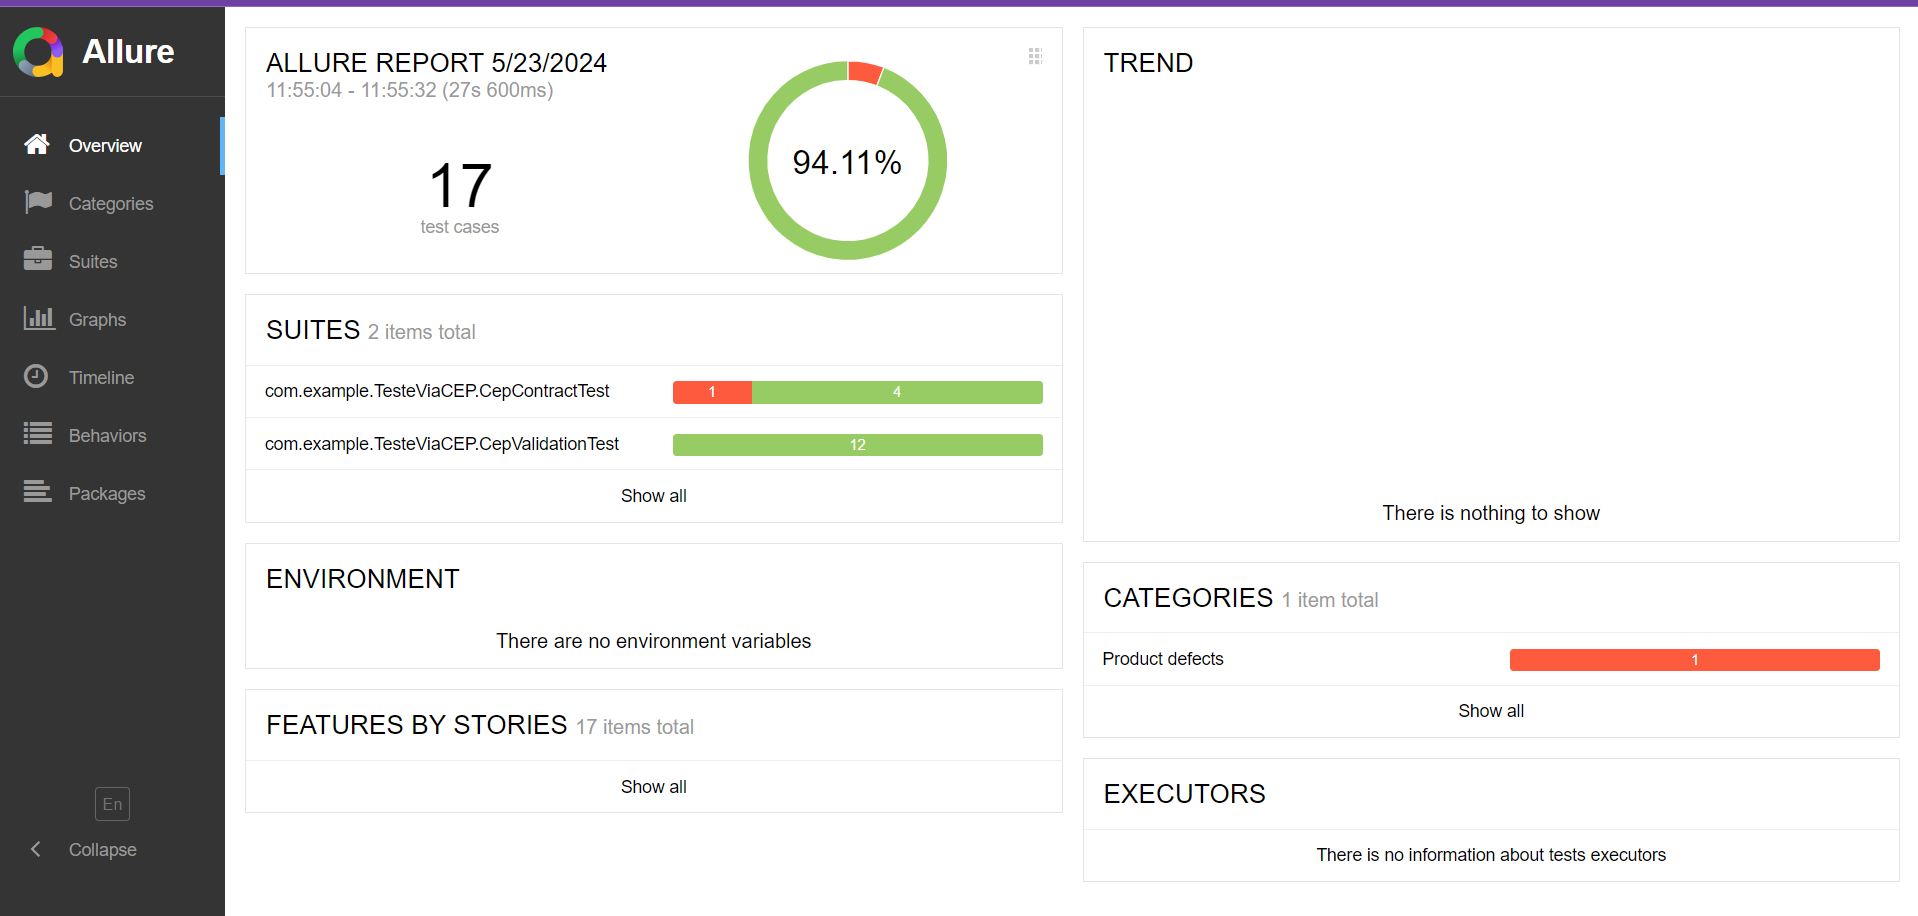 Allure
Overview
Categories
Suites
Graphs
Timeline
Behaviors
Packages
En
Collapse
ALLURE REPORT 5/23/2024
11:55:04 - 11:55:32 (27s 600ms)
17
test cases
94.11%
SUITES 2 items total
com.example.TesteViaCEP.CepContractTest 1 4
com.example.TesteViaCEP.CepValidationTest 12
Show all
ENVIRONMENT
There are no environment variables
FEATURES BY STORIES 17 items total
Show all
TREND
There is nothing to show
CATEGORIES 1 item total
Product defects 1
Show all
EXECUTORS
There is no information about tests executors